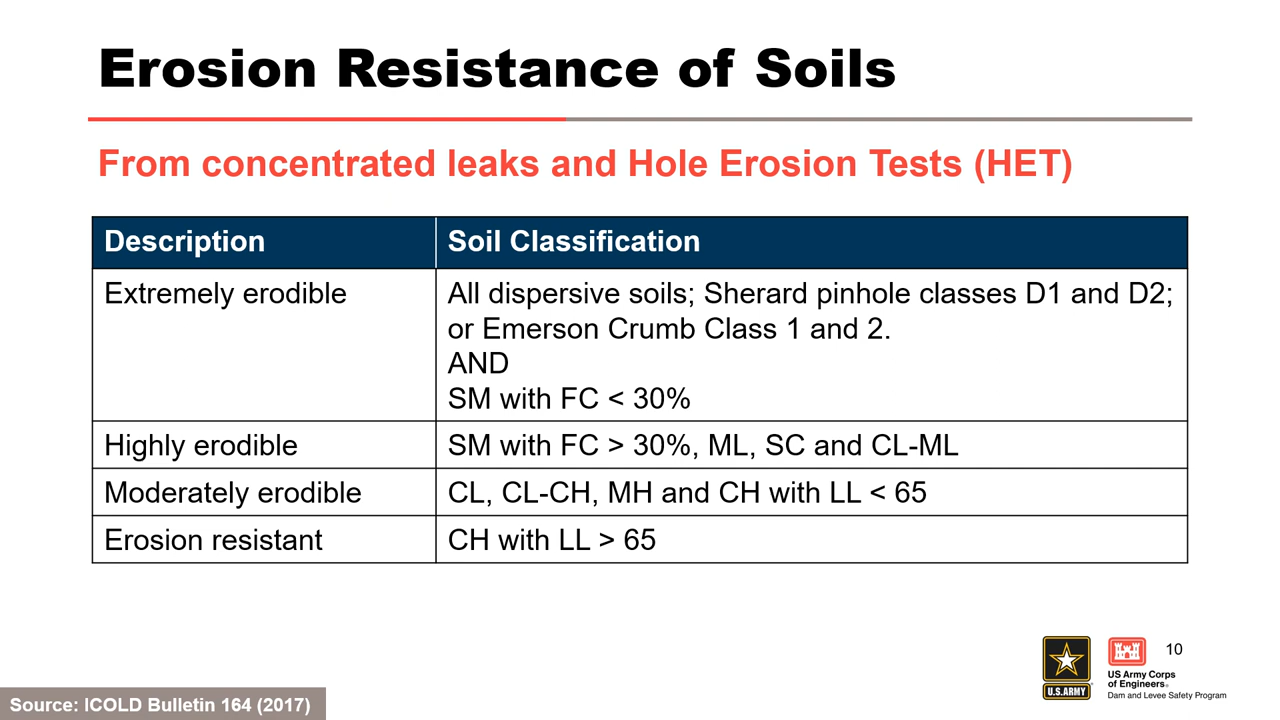 Erosion Resistance of Soils
From concentrated leaks and Hole Erosion Tests (HET)
Description
Soil Classification
Extremely erodible
All dispersive soils; Sherard pinhole classes D1 and D2;
or Emerson Crumb Class 1 and 2.
AND
SM with FC < 30%
Highly erodible
SM with FC > 30%, ML, SC and CL-ML
Moderately erodible
CL, CL-CH, MH and CH with LL < 65
Erosion resistant
CH with LL > 65
10
U.S.ARMY
US Army Corps
of Engineers®
Dam and Levee Safety Program
Source: ICOLD Bulletin 164 (2017)